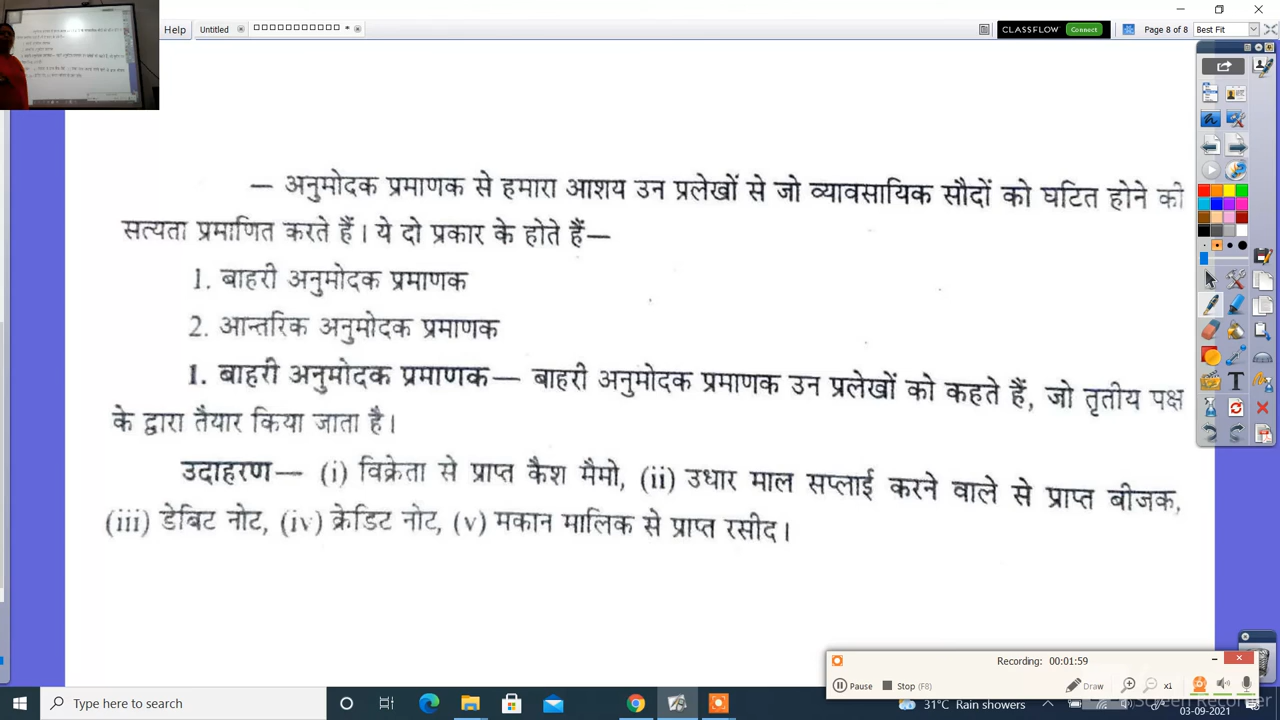 Help
Untitled
CLASSFLOW Connect
Page 8 of 8 Best Fit
— अनुमोदक प्रमाणक से हमारा आशय उन प्रलेखों से जो व्यावसायिक सौदों को घटित होने की
सत्यता प्रमाणित करते हैं। ये दो प्रकार के होते हैं—
1. बाहरी अनुमोदक प्रमाणक
2. आन्तरिक अनुमोदक प्रमाणक
1. बाहरी अनुमोदक प्रमाणक— बाहरी अनुमोदक प्रमाणक उन प्रलेखों को कहते हैं, जो तृतीय पक्ष
के द्वारा तैयार किया जाता है।
उदाहरण— (i) विक्रेता से प्राप्त कैश मैमो, (ii) उधार माल सप्लाई करने वाले से प्राप्त बीजक,
(iii) डेबिट नोट, (iv) क्रेडिट नोट, (v) मकान मालिक से प्राप्त रसीद।
Recording: 00:01:59
Pause Stop (F8) Draw x1
Screen Recorder
Type here to search
31°C Rain showers
03-09-2021